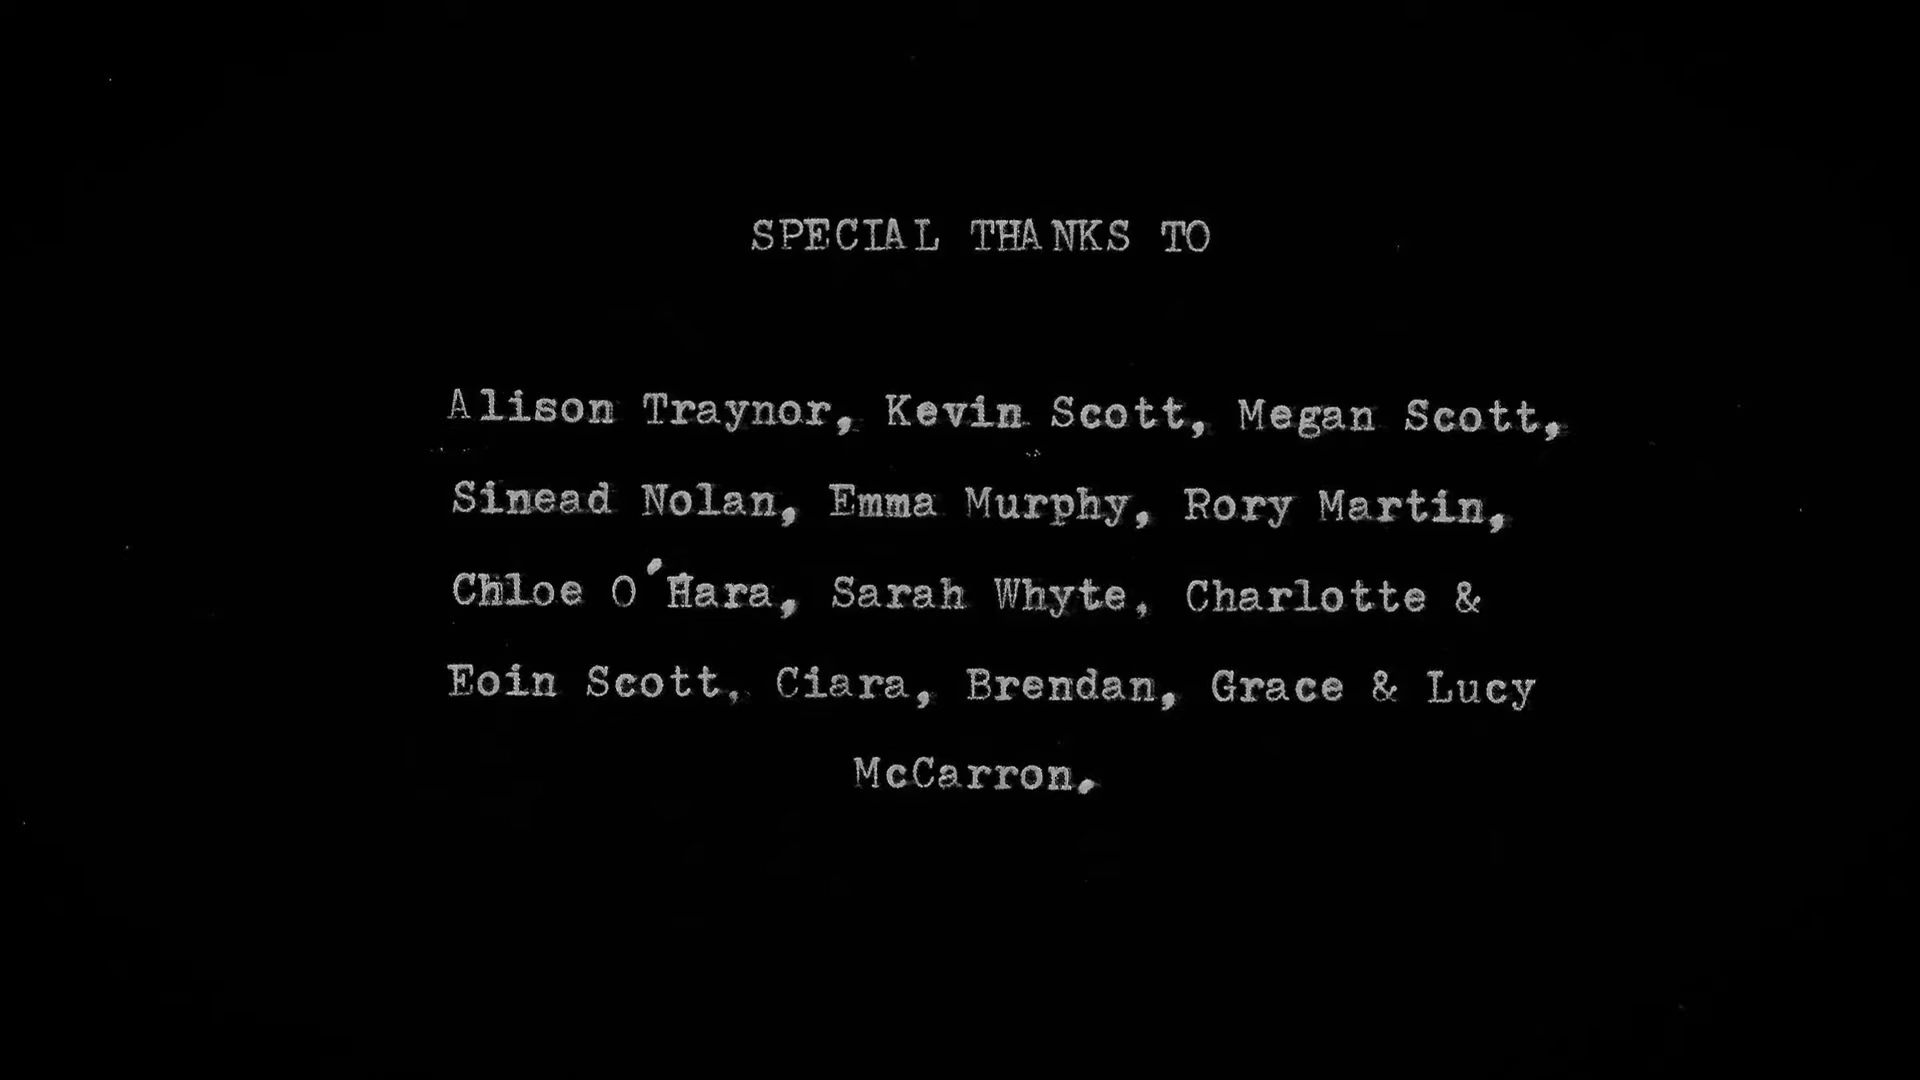 SPECIAL THANKS TO
Alison Traynor, Kevin Scott, Megan Scott,
Sinead Nolan, Emma Murphy, Rory Martin,
Chloe O'Hara, Sarah Whyte, Charlotte &
Eoin Scott, Ciara, Brendan, Grace & Lucy
McCarron.